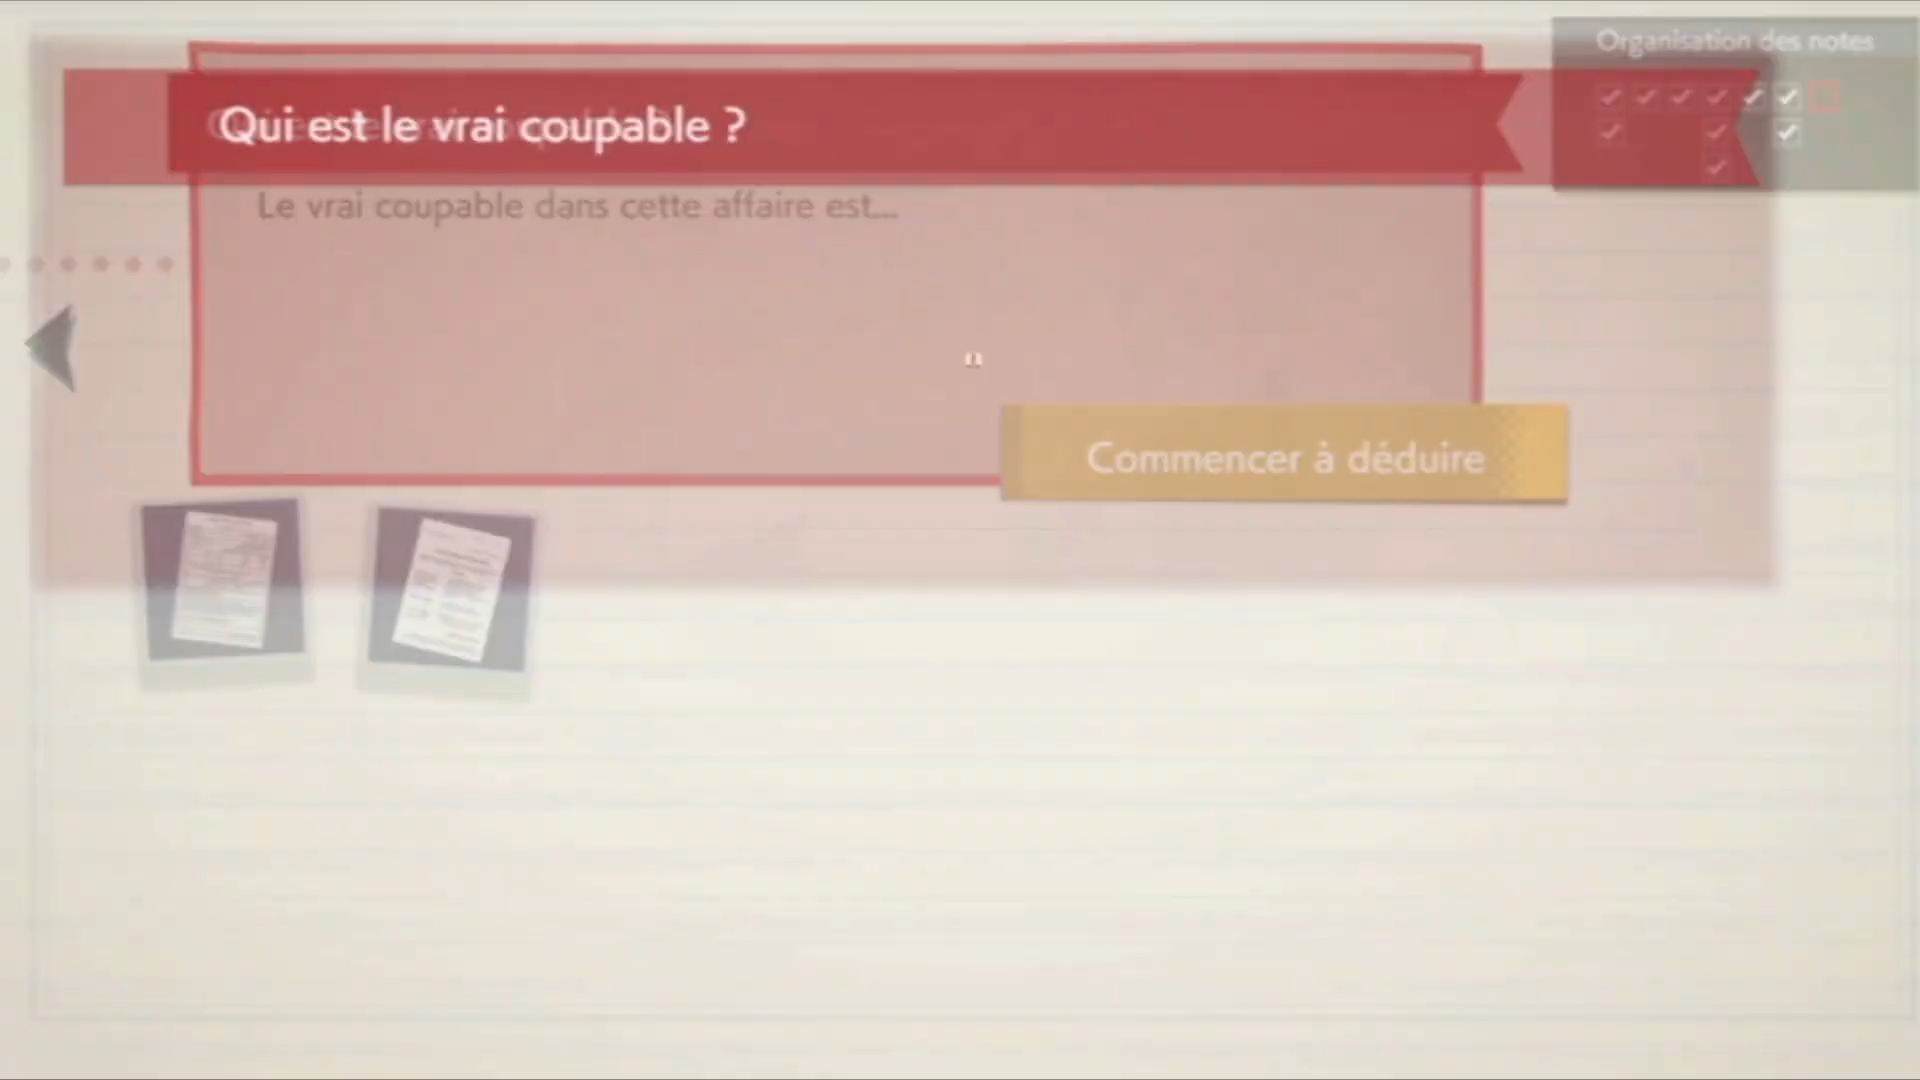 Organisation des notes
Qui est le vrai coupable ?
Le vrai coupable dans cette affaire est...
Commencer à déduire